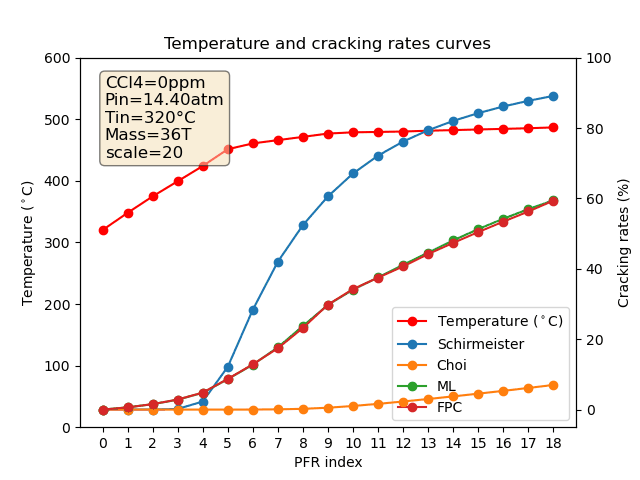 Temperature and cracking rates curves
CCl4=0ppm
Pin=14.40atm
Tin=320°C
Mass=36T
scale=20
Temperature (°C)
600
500
400
300
200
100
0
Cracking rates (%)
100
80
60
40
20
0
Temperature (°C)
Schirmeister
Choi
ML
FPC
0 1 2 3 4 5 6 7 8 9 10 11 12 13 14 15 16 17 18
PFR index